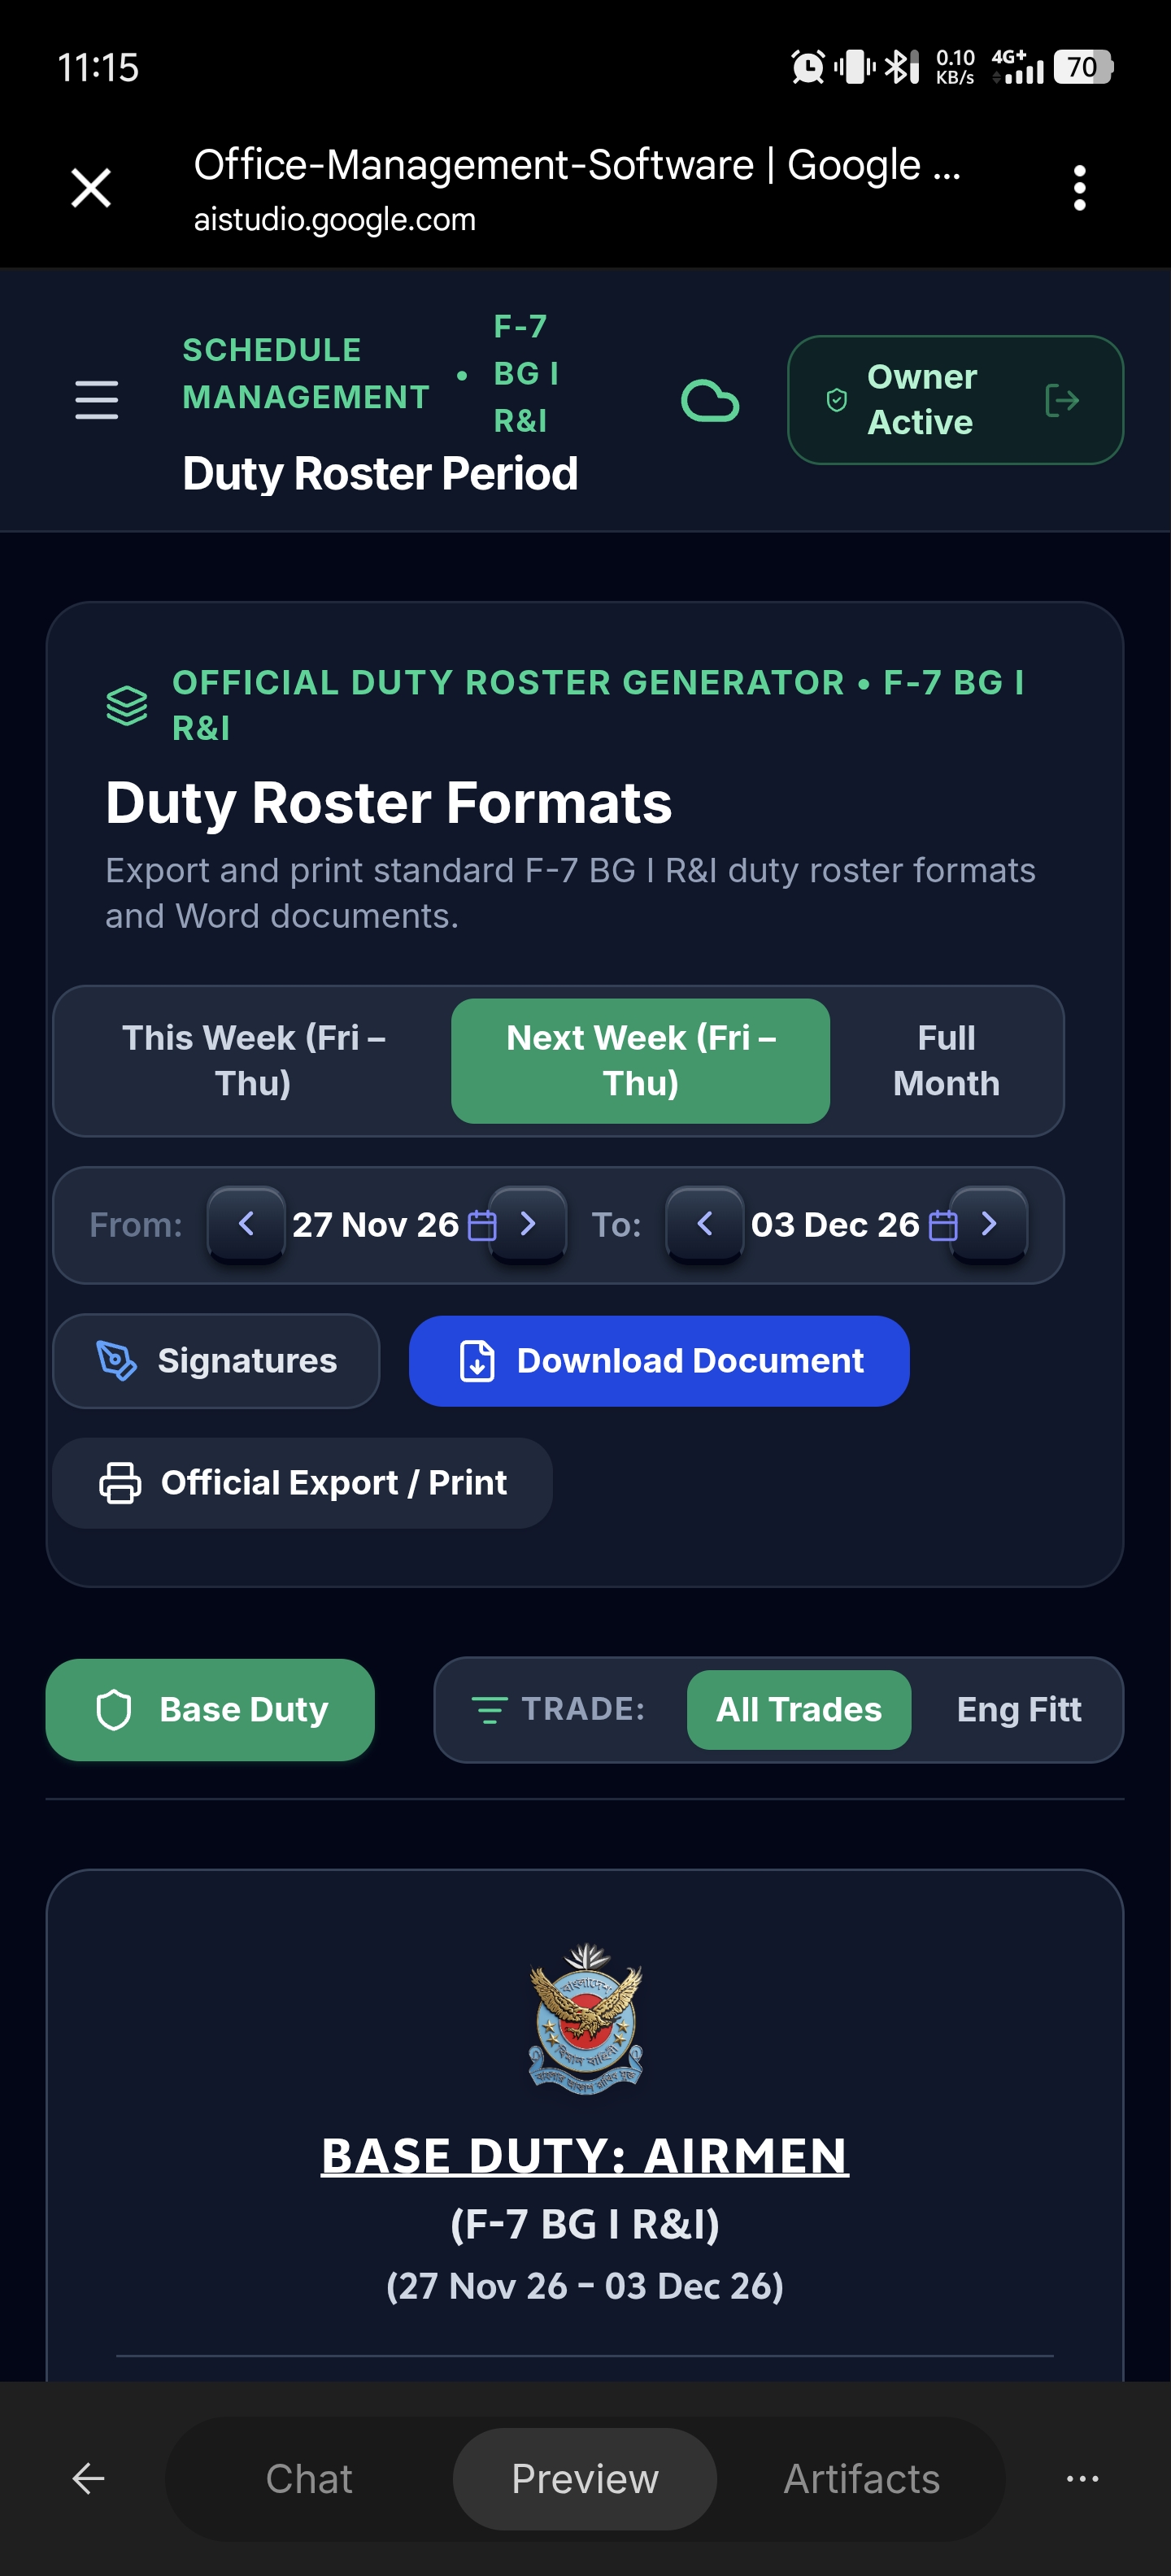 11:15
0.10
KB/s
4G+
70
Office-Management-Software | Google ...
aistudio.google.com
SCHEDULE
MANAGEMENT
•
F-7
BG I
R&I
Duty Roster Period
Owner
Active
OFFICIAL DUTY ROSTER GENERATOR • F-7 BG I
R&I
Duty Roster Formats
Export and print standard F-7 BG I R&I duty roster formats
and Word documents.
This Week (Fri –
Thu)
Next Week (Fri –
Thu)
Full
Month
From: 27 Nov 26 To: 03 Dec 26
Signatures
Download Document
Official Export / Print
Base Duty
TRADE: All Trades Eng Fitt
বাংলাদেশ
বিমান বাহিনী
BASE DUTY: AIRMEN
(F-7 BG I R&I)
(27 Nov 26 – 03 Dec 26)
Chat Preview Artifacts